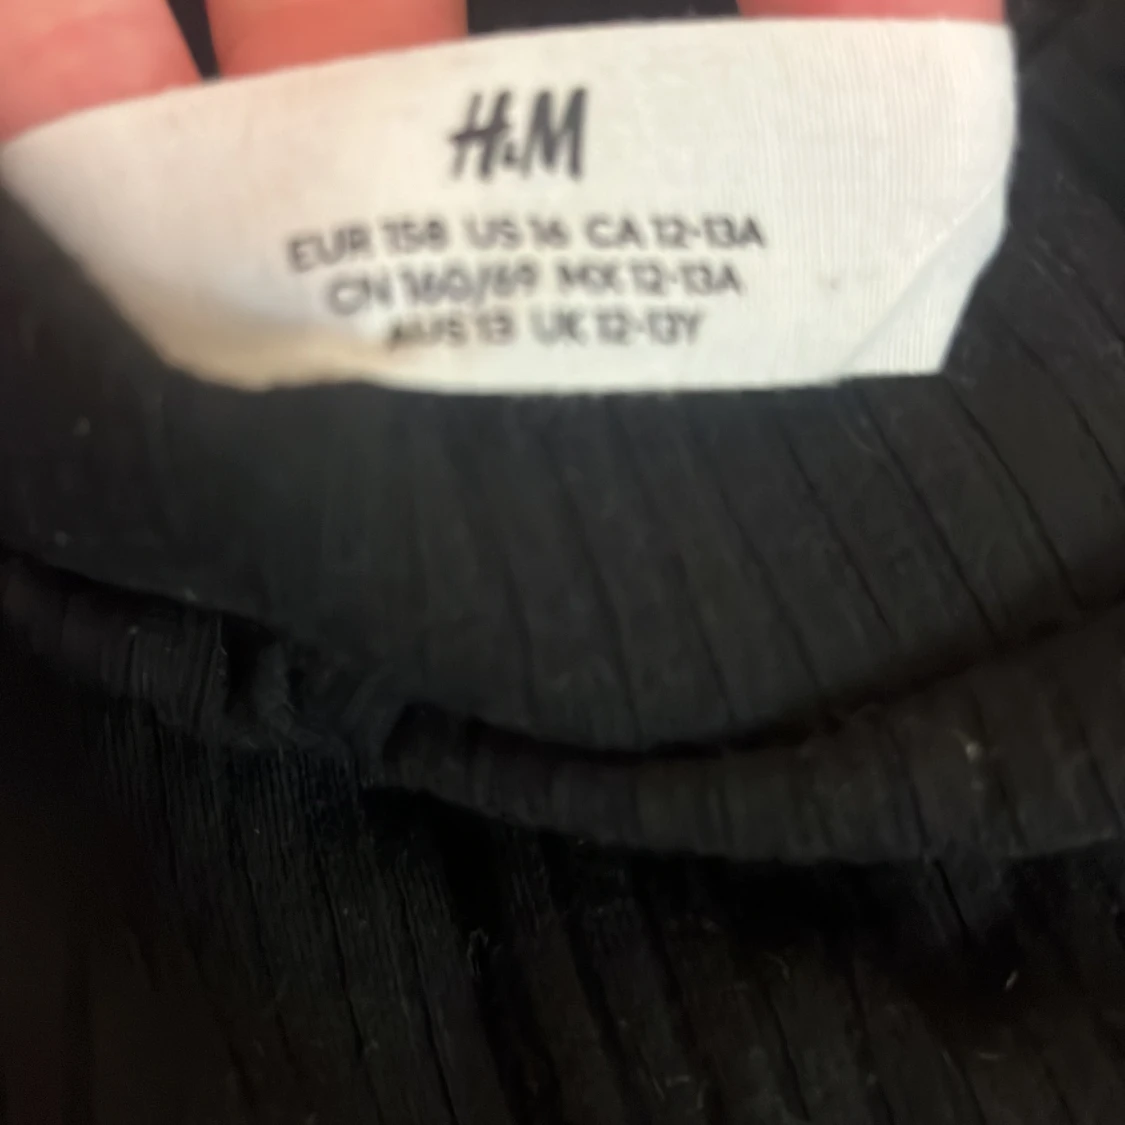 H&M
EUR 158 US 16 CA 12-13A
CN 160/69 MX 12-13A
AUS 13 UK 12-13Y